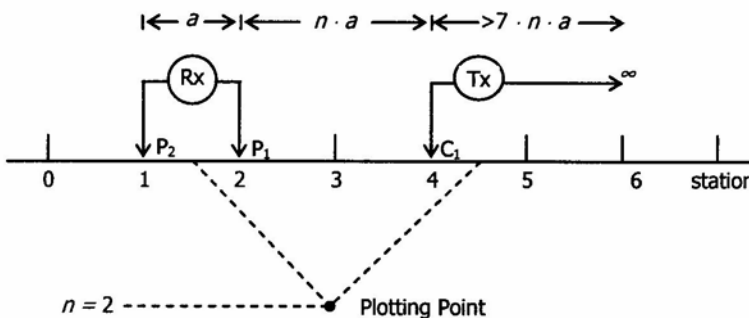 a n · a >7 · n · a
Rx Tx ∞
P₂ P₁ C₁
0 1 2 3 4 5 6 station
n = 2 Plotting Point